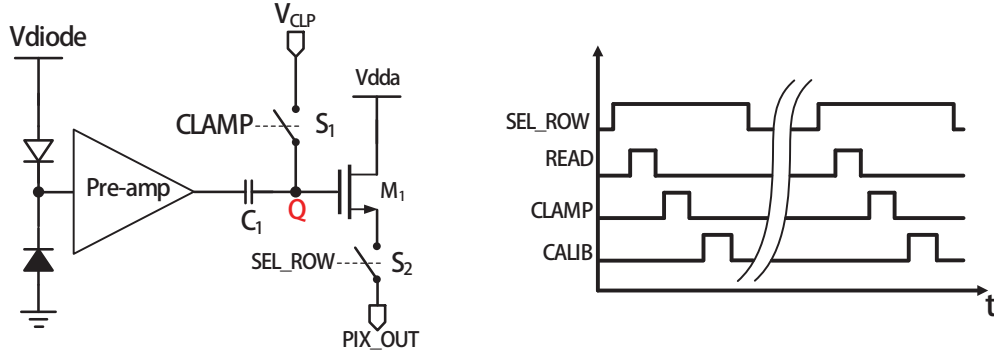 V_CLP
Vdiode
Vdda
CLAMP
S_1
Pre-amp
C_1
Q
M_1
SEL_ROW
S_2
PIX_OUT
SEL_ROW
READ
CLAMP
CALIB
t